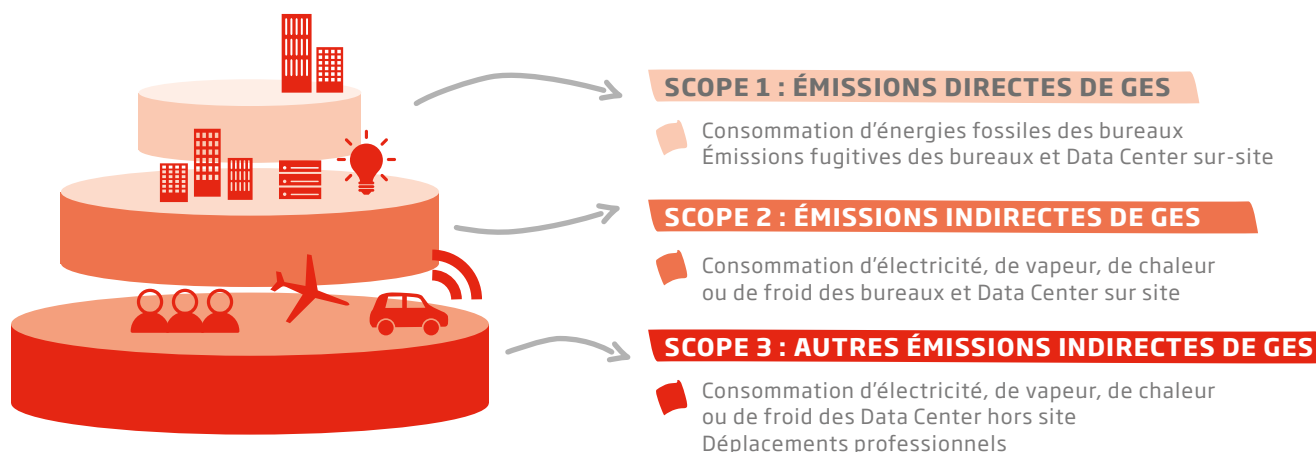 SCOPE 1 : ÉMISSIONS DIRECTES DE GES
Consommation d'énergies fossiles des bureaux
Émissions fugitives des bureaux et Data Center sur-site
SCOPE 2 : ÉMISSIONS INDIRECTES DE GES
Consommation d'électricité, de vapeur, de chaleur
ou de froid des bureaux et Data Center sur site
SCOPE 3 : AUTRES ÉMISSIONS INDIRECTES DE GES
Consommation d'électricité, de vapeur, de chaleur
ou de froid des Data Center hors site
Déplacements professionnels